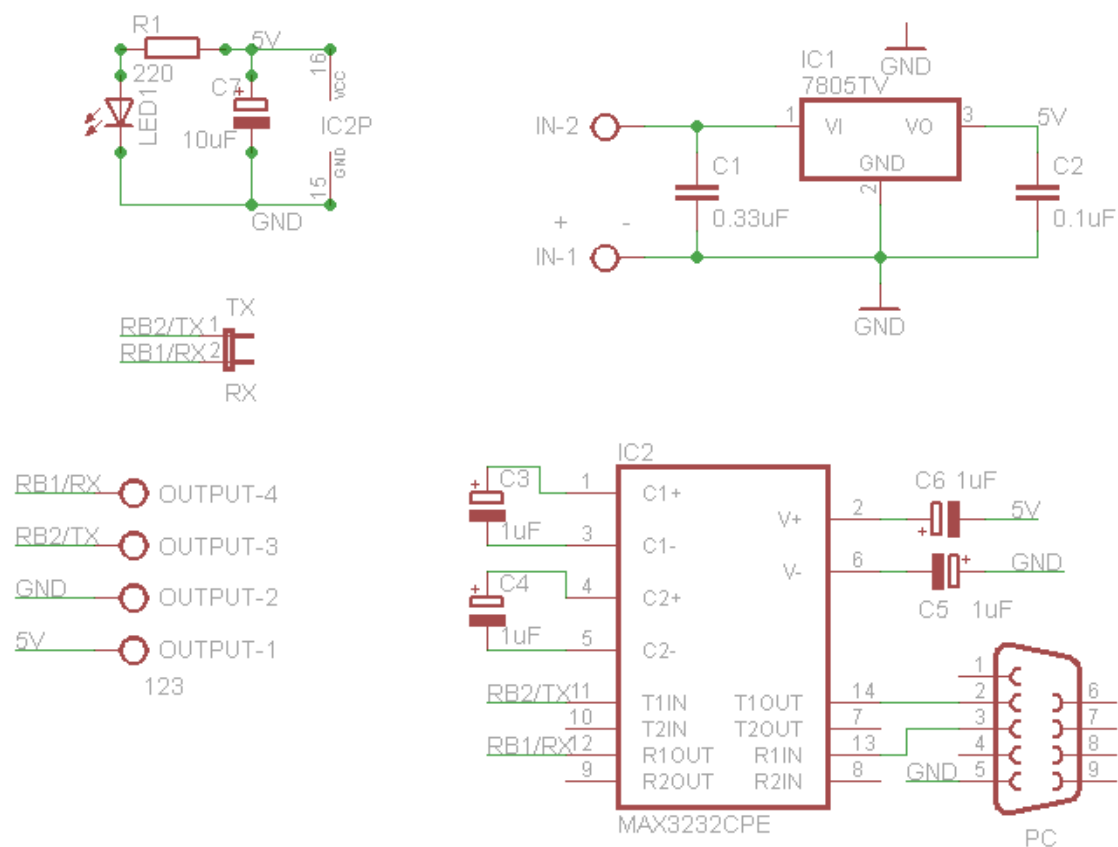 R1
220
5V
LED1
C7
+
10uF
16
VCC
IC2P
GND
15
GND
GND
IC1
7805TV
IN-2
1
VI
VO
3
5V
GND
2
C1
0.33uF
C2
0.1uF
+ -
IN-1
GND
TX
RB2/TX 1
RB1/RX 2
RX
RB1/RX OUTPUT-4
RB2/TX OUTPUT-3
GND OUTPUT-2
5V OUTPUT-1
123
IC2
+ C3
1uF
1 C1+
3 C1-
+ C4
1uF
4 C2+
5 C2-
RB2/TX 11 T1IN
10 T2IN
RB1/RX 12 R1OUT
9 R2OUT
V+ 2
V- 6
T1OUT 14
T2OUT 7
R1IN 13
R2IN 8
MAX3232CPE
C6 1uF
+
5V
+
GND
C5 1uF
1
2
3
4
GND 5
6
7
8
9
PC